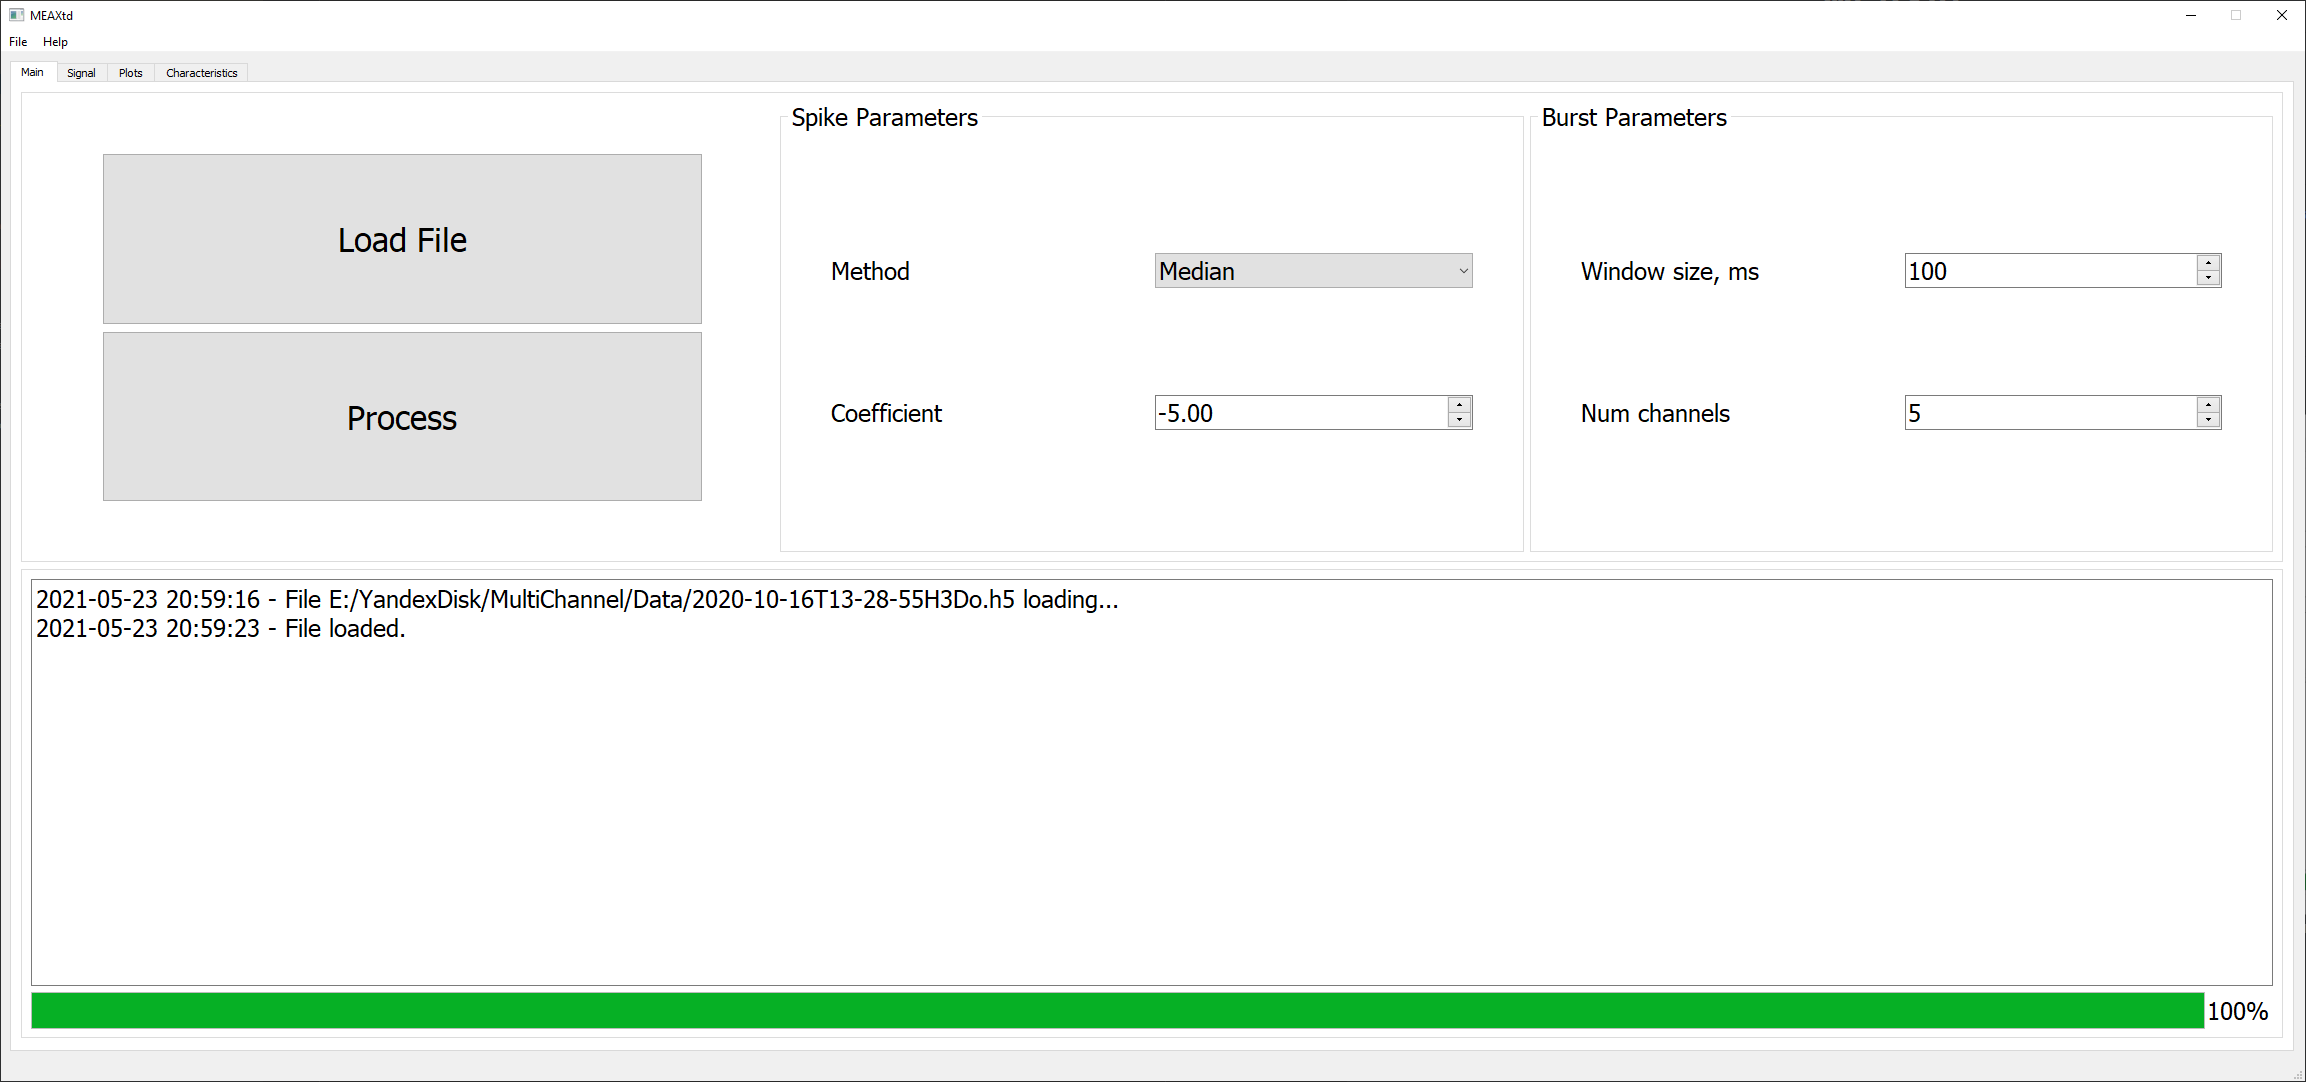 MEAXtd
File Help
Main Signal Plots Characteristics
Load File
Process
Spike Parameters
Method Median
Coefficient -5.00
Burst Parameters
Window size, ms 100
Num channels 5
2021-05-23 20:59:16 - File E:/YandexDisk/MultiChannel/Data/2020-10-16T13-28-55H3Do.h5 loading...
2021-05-23 20:59:23 - File loaded.
100%